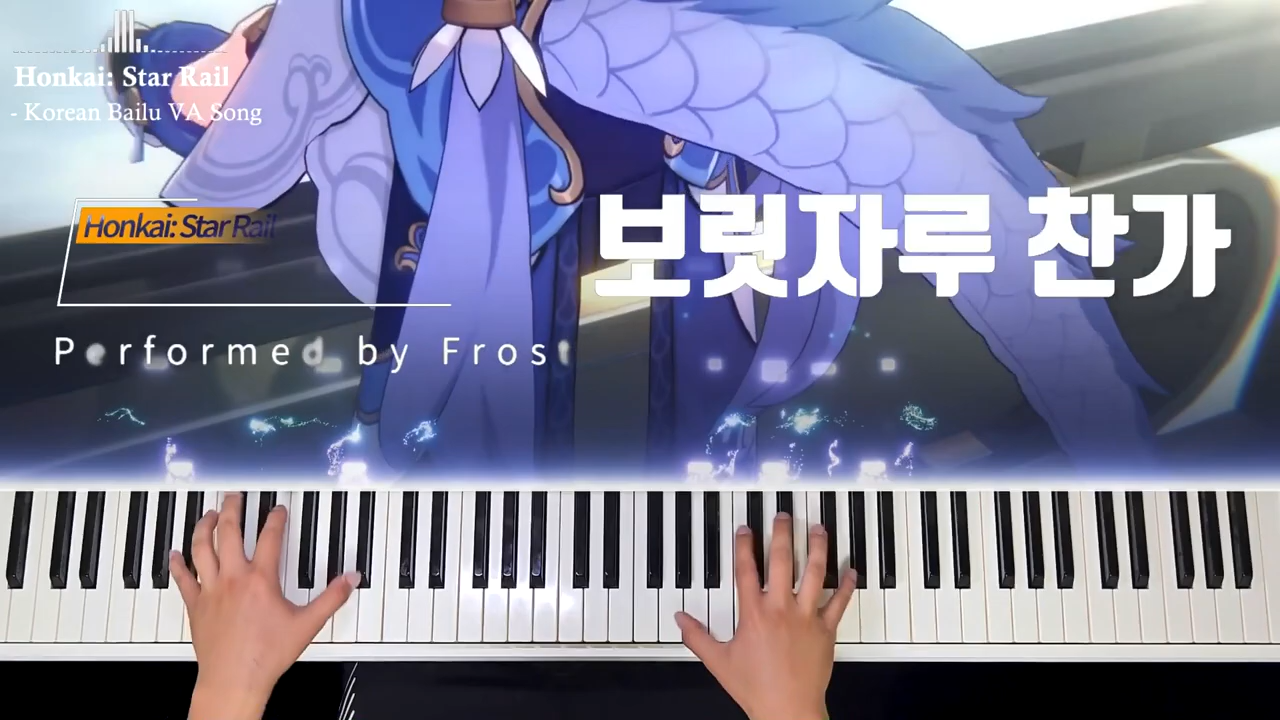 Honkai: Star Rail
- Korean Bailu VA Song
Honkai: Star Rail
보릿자루 찬가
Performed by Frost